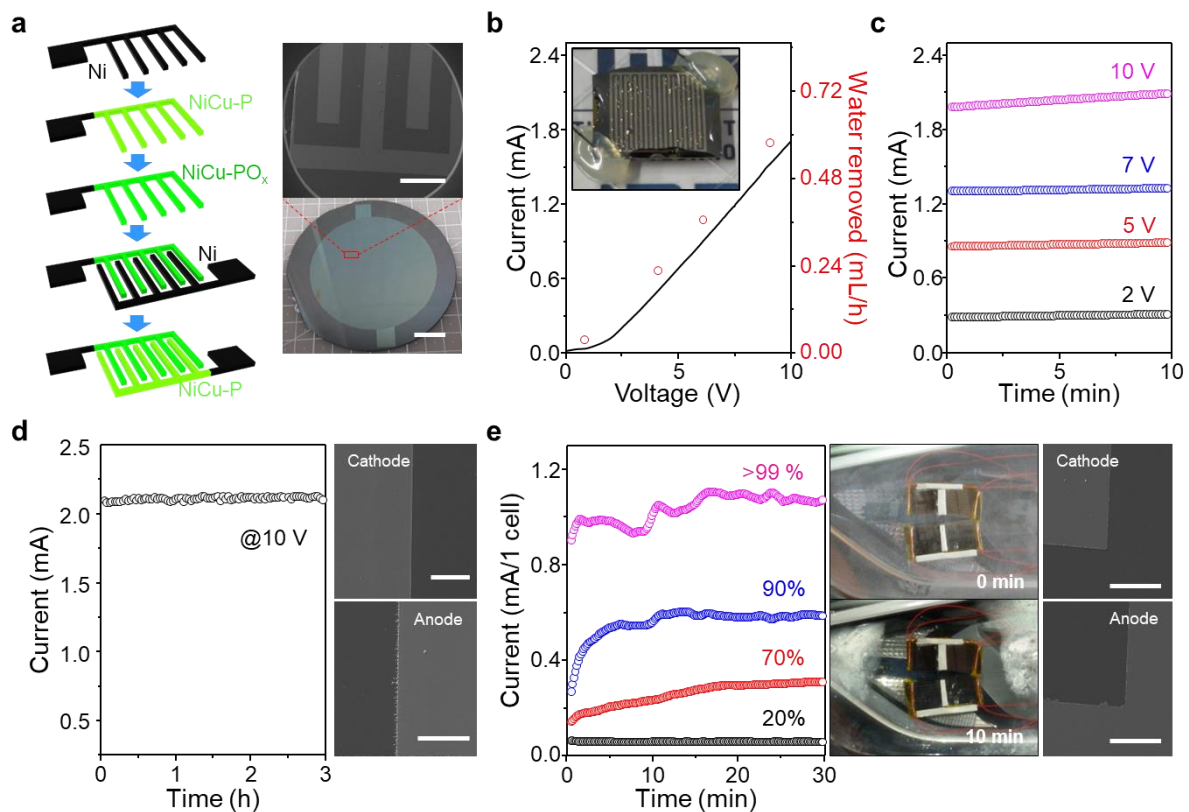 a
Ni
NiCu-P
NiCu-POx
Ni
NiCu-P
b
2.4
1.8
1.2
0.6
0.0
Current (mA)
0
5
10
Voltage (V)
0.72
0.48
0.24
0.00
Water removed (mL/h)
c
2.4
1.8
1.2
0.6
0.0
Current (mA)
10 V
7 V
5 V
2 V
0
5
10
Time (min)
d
2.5
2.0
1.5
1.0
0.5
Current (mA)
@10 V
0
1
2
3
Time (h)
Cathode
Anode
e
1.2
0.8
0.4
0.0
Current (mA/1 cell)
>99 %
90%
70%
20%
0
10
20
30
Time (min)
0 min
10 min
Cathode
Anode